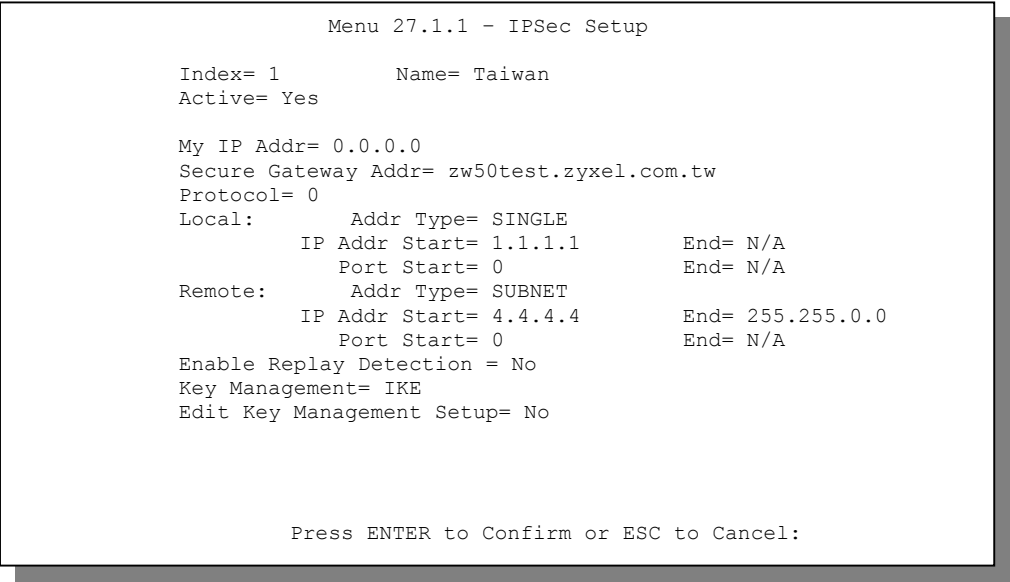 Menu 27.1.1 – IPSec Setup
Index= 1 Name= Taiwan
Active= Yes
My IP Addr= 0.0.0.0
Secure Gateway Addr= zw50test.zyxel.com.tw
Protocol= 0
Local: Addr Type= SINGLE
IP Addr Start= 1.1.1.1 End= N/A
Port Start= 0 End= N/A
Remote: Addr Type= SUBNET
IP Addr Start= 4.4.4.4 End= 255.255.0.0
Port Start= 0 End= N/A
Enable Replay Detection = No
Key Management= IKE
Edit Key Management Setup= No
Press ENTER to Confirm or ESC to Cancel: